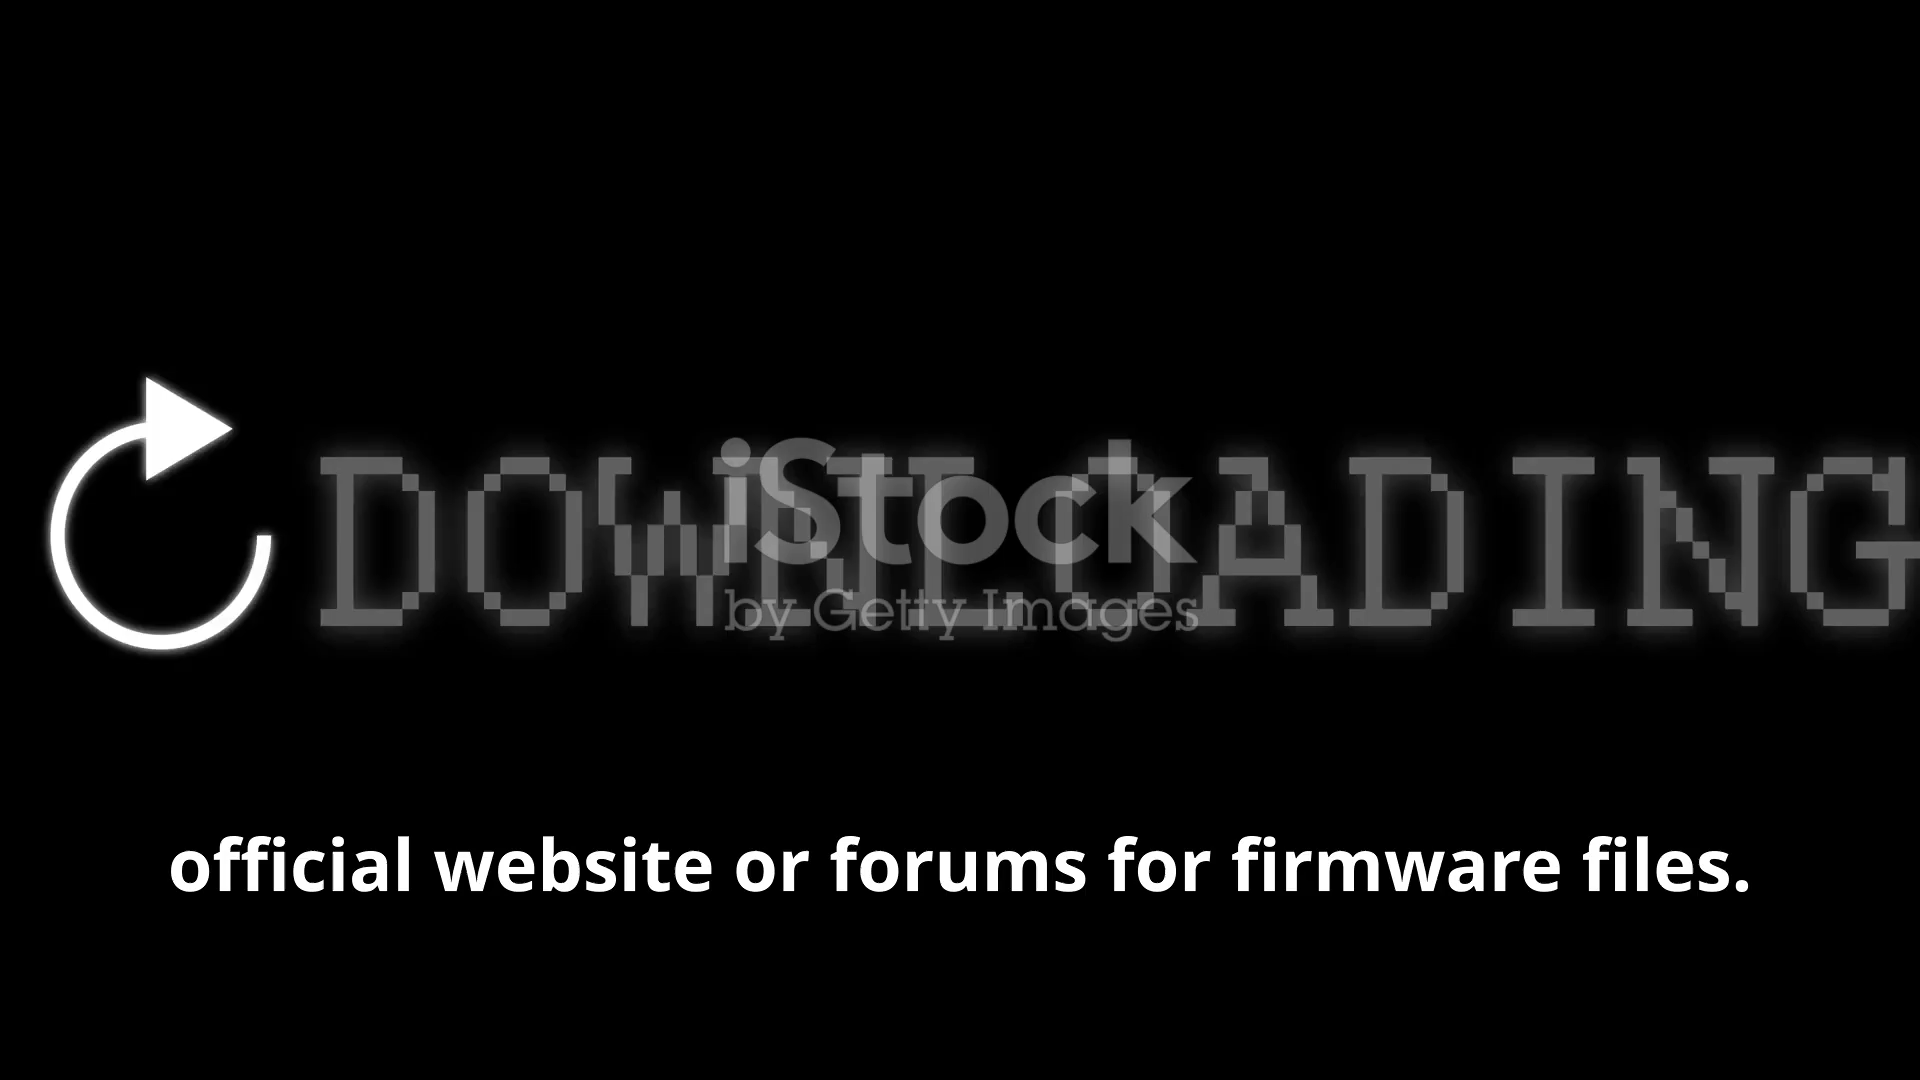 DOWNLOADING
iStock
by Getty Images
official website or forums for firmware files.